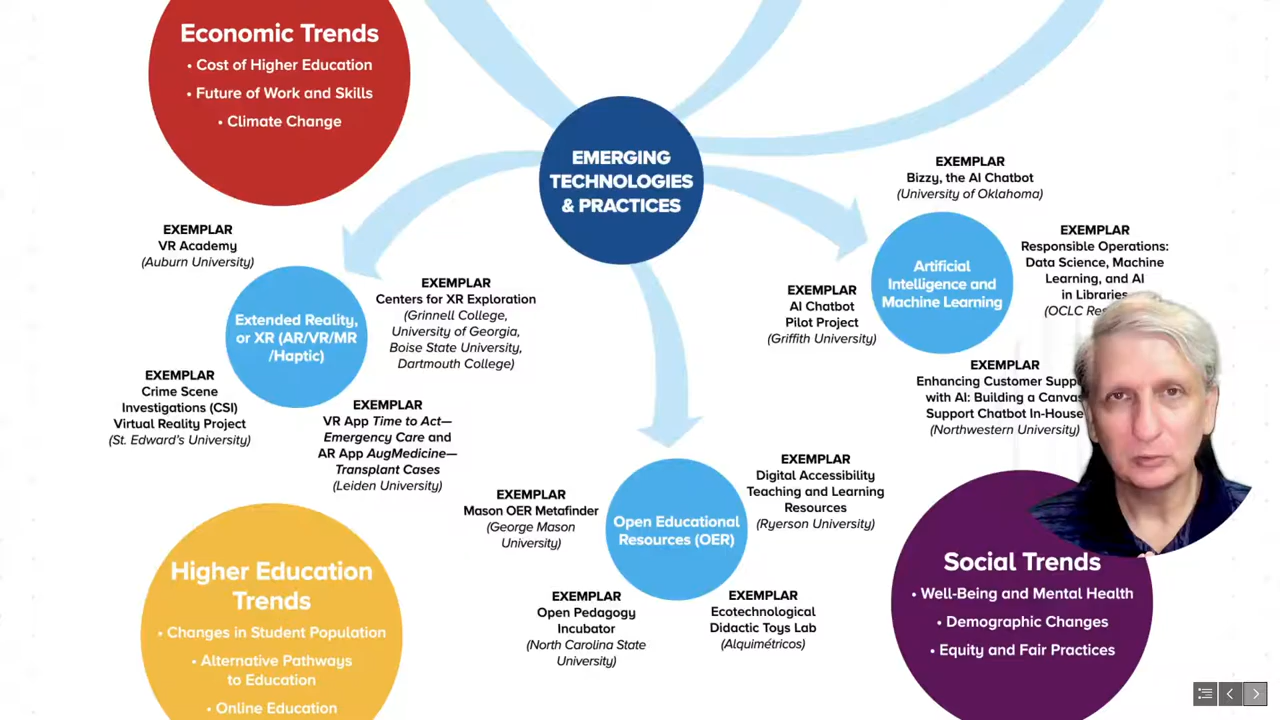 Economic Trends
• Cost of Higher Education
• Future of Work and Skills
• Climate Change
EMERGING
TECHNOLOGIES
& PRACTICES
EXEMPLAR
VR Academy
(Auburn University)
Extended Reality,
or XR (AR/VR/MR
/Haptic)
EXEMPLAR
Centers for XR Exploration
(Grinnell College,
University of Georgia,
Boise State University,
Dartmouth College)
EXEMPLAR
Crime Scene
Investigations (CSI)
Virtual Reality Project
(St. Edward's University)
EXEMPLAR
VR App Time to Act—
Emergency Care and
AR App AugMedicine—
Transplant Cases
(Leiden University)
EXEMPLAR
Bizzy, the AI Chatbot
(University of Oklahoma)
Artificial
Intelligence and
Machine Learning
EXEMPLAR
Responsible Operations:
Data Science, Machine
Learning, and AI
in Libraries
(OCLC
EXEMPLAR
AI Chatbot
Pilot Project
(Griffith University)
EXEMPLAR
Enhancing Customer
with AI: Building a Canvas
Support Chatbot In-House
(Northwestern University)
EXEMPLAR
Mason OER Metafinder
(George Mason
University)
Open Educational
Resources (OER)
EXEMPLAR
Digital Accessibility
Teaching and Learning
Resources
(Ryerson University)
EXEMPLAR
Open Pedagogy
Incubator
(North Carolina State
University)
EXEMPLAR
Ecotechnological
Didactic Toys Lab
(Alquimétricos)
Higher Education
Trends
• Changes in Student Population
• Alternative Pathways
to Education
• Online Education
Social Trends
• Well-Being and Mental Health
• Demographic Changes
• Equity and Fair Practices